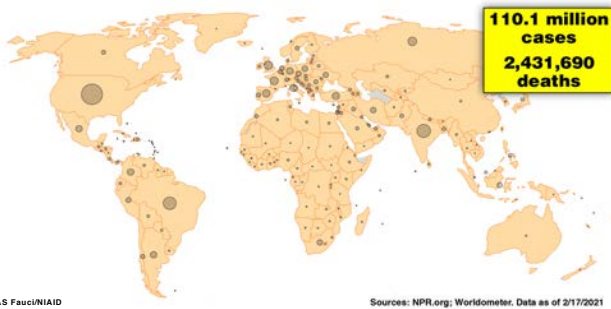 110.1 million
cases
2,431,690
deaths
AS Fauci/NIAID
Sources: NPR.org; Worldometer. Data as of 2/17/2021